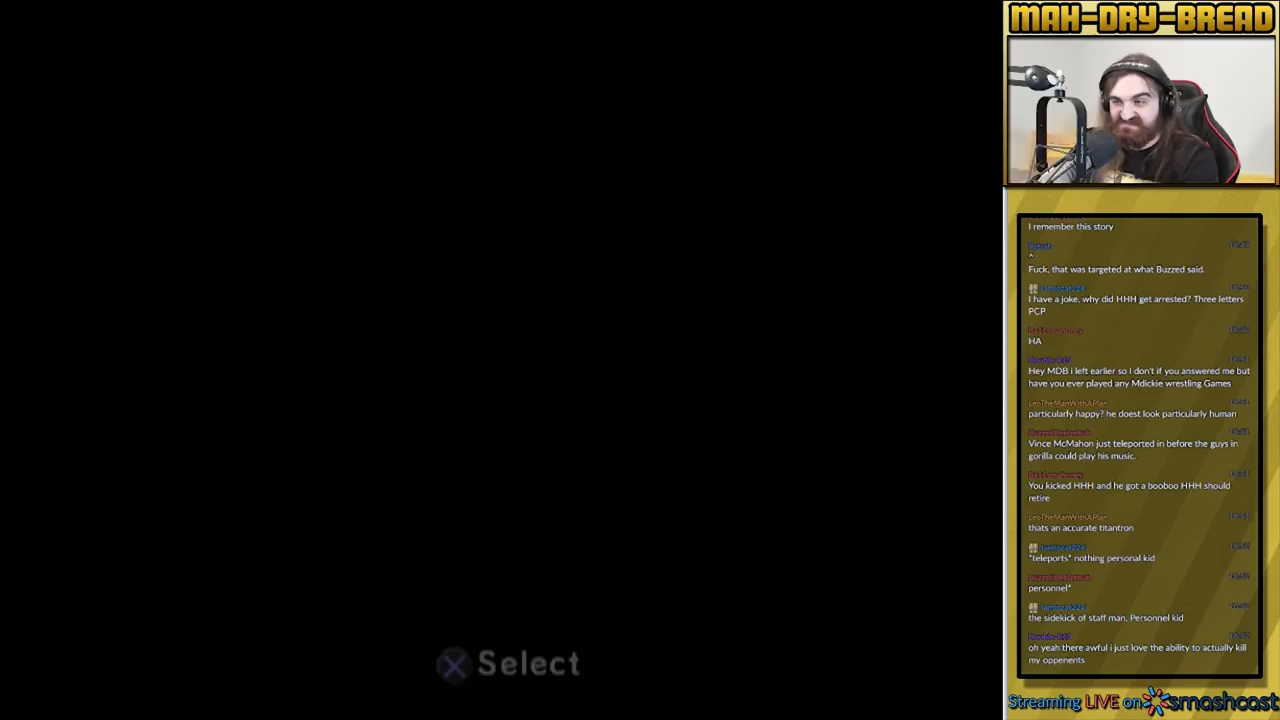 MAH-DRY-BREAD
I remember this story
^
Fuck, that was targeted at what Buzzed said.
I have a joke, why did HHH get arrested? Three letters
PCP
HA
Hey MDB i left earlier so I don't if you answered me but
have you ever played any Mdickie wrestling Games
LeoTheManWithAPlan
particularly happy? he doest look particularly human
BuzzedBeelzebub
Vince McMahon just teleported in before the guys in
gorilla could play his music.
You kicked HHH and he got a booboo HHH should
retire
LeoTheManWithAPlan
thats an accurate titantron
*teleports* nothing personal kid
BuzzedBeelzebub
personnel*
the sidekick of staff man, Personnel kid
oh yeah there awful i just love the ability to actually kill
my oppenents
Select
Streaming LIVE on smashcast